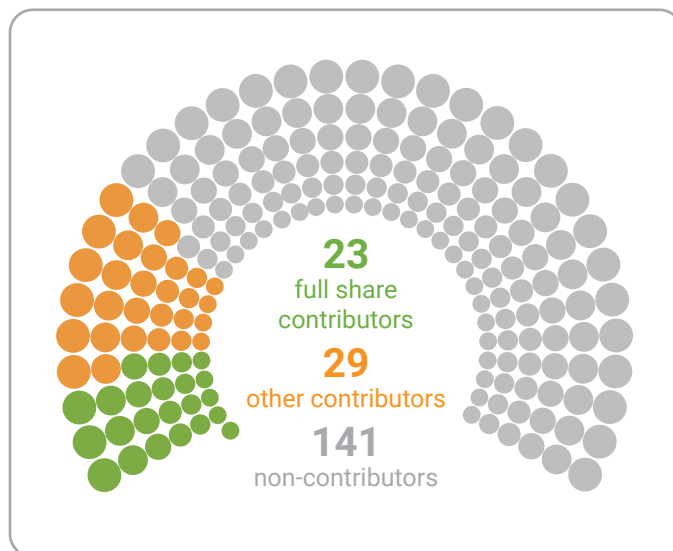 23
full share
contributors
29
other contributors
141
non-contributors